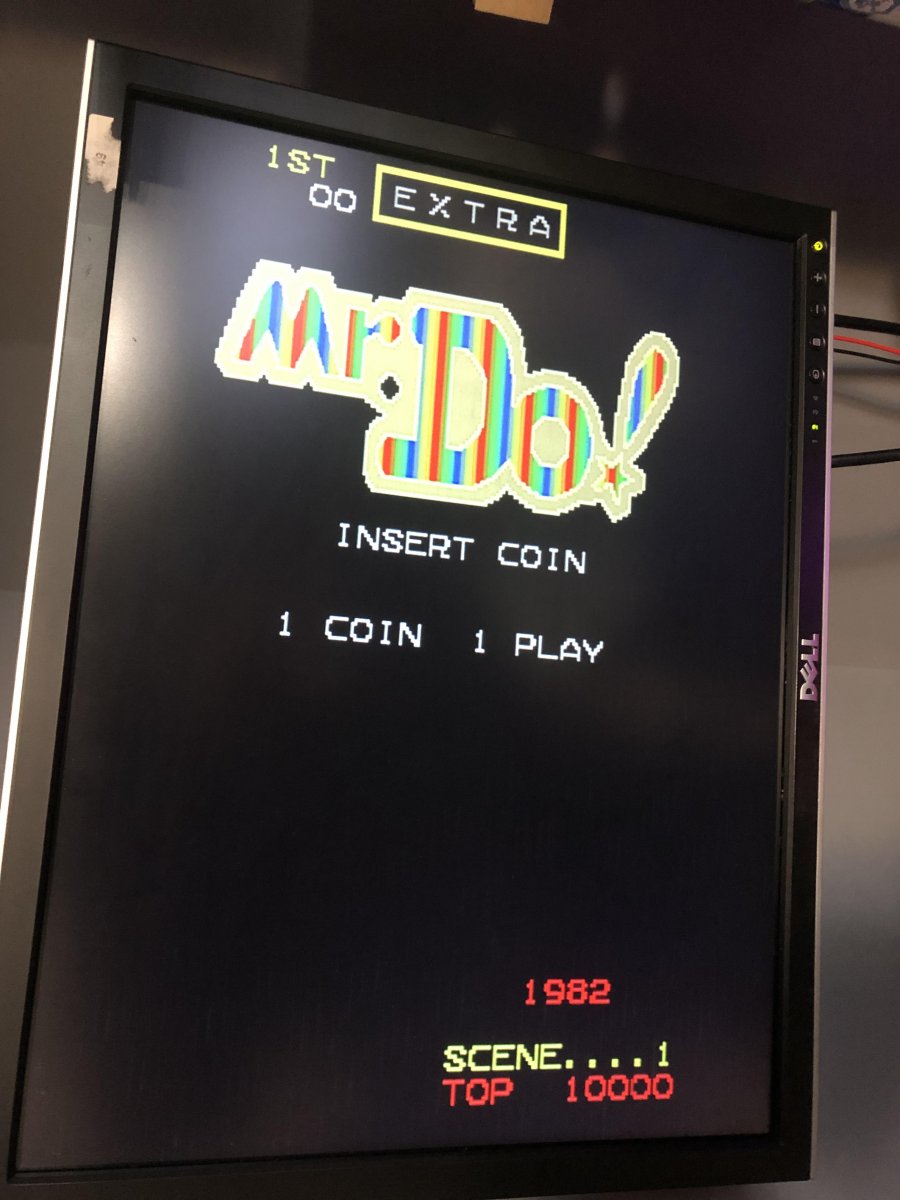 1ST
00 EXTRA
Mr. Do!
INSERT COIN
1 COIN 1 PLAY
DELL
1982
SCENE....1
TOP 10000